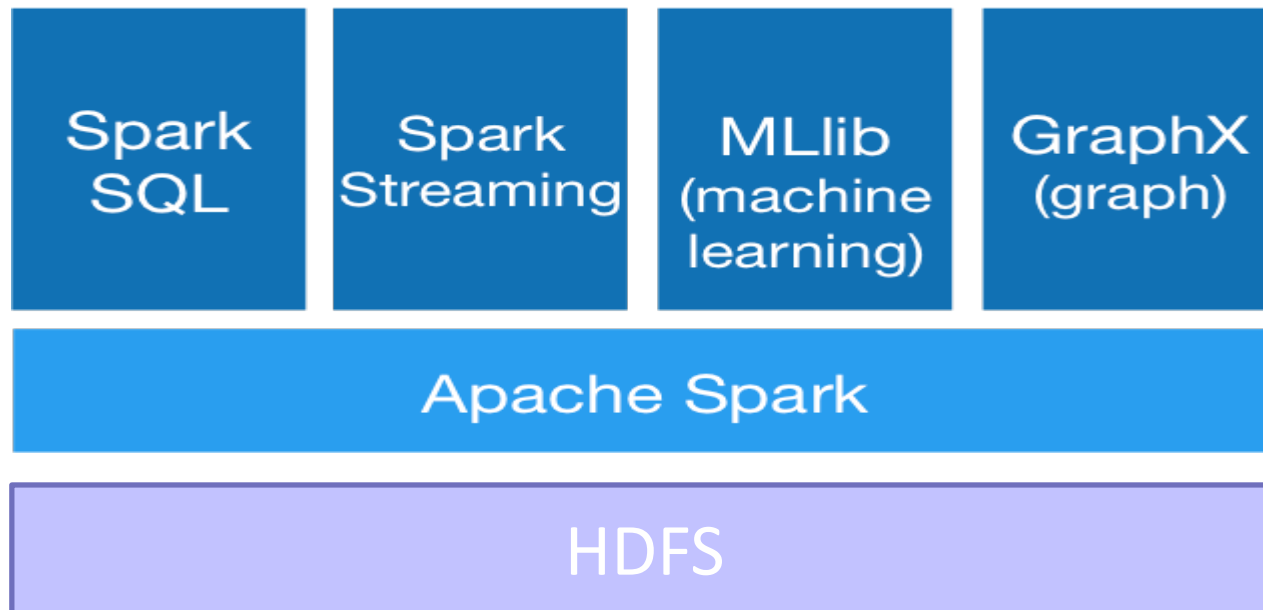 Spark
SQL
Spark
Streaming
MLlib
(machine
learning)
GraphX
(graph)
Apache Spark
HDFS